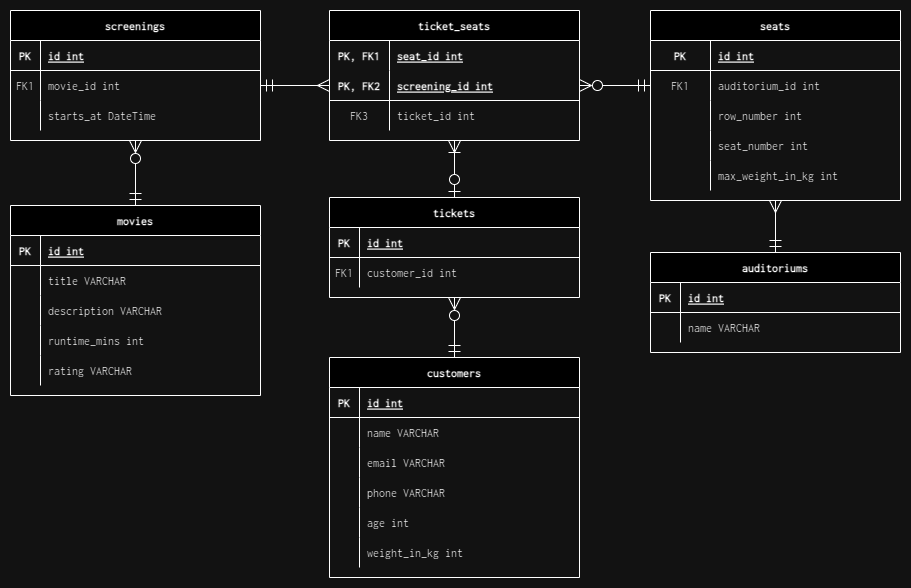 screenings
PK id int
FK1 movie_id int
starts_at DateTime
ticket_seats
PK, FK1 seat_id int
PK, FK2 screening_id int
FK3 ticket_id int
seats
PK id int
FK1 auditorium_id int
row_number int
seat_number int
max_weight_in_kg int
movies
PK id int
title VARCHAR
description VARCHAR
runtime_mins int
rating VARCHAR
tickets
PK id int
FK1 customer_id int
auditoriums
PK id int
name VARCHAR
customers
PK id int
name VARCHAR
email VARCHAR
phone VARCHAR
age int
weight_in_kg int